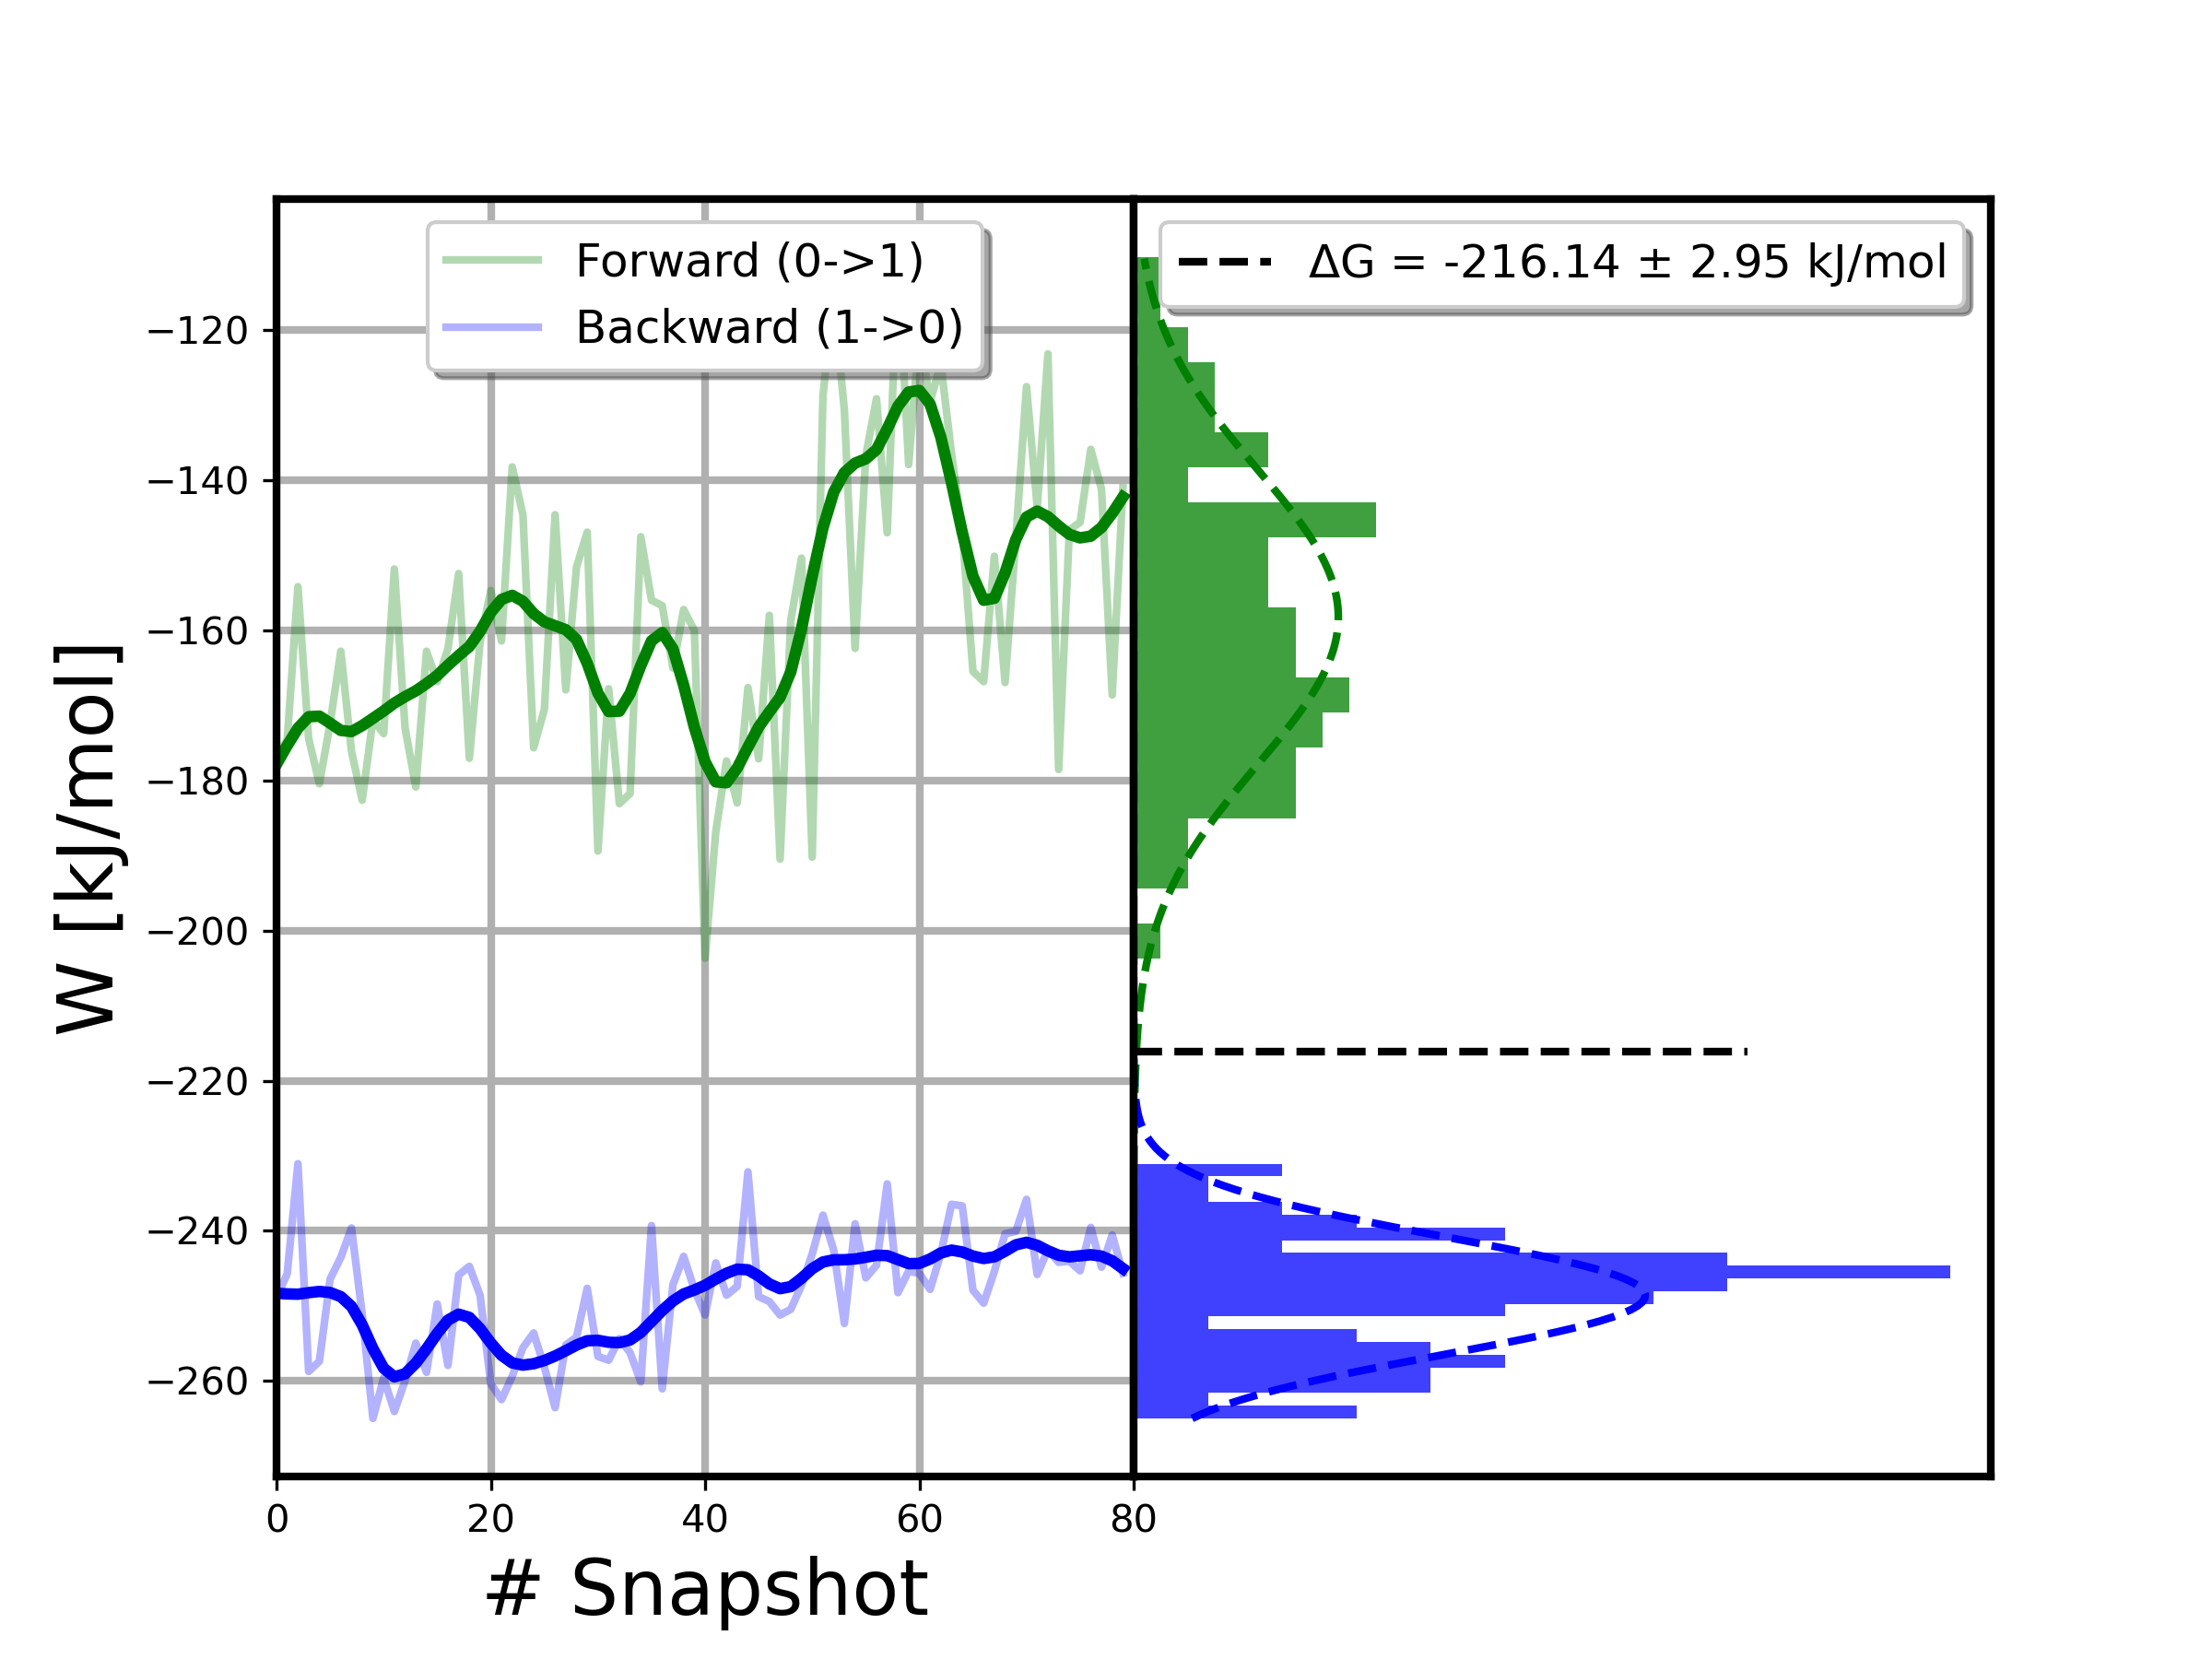 Forward (0->1)
Backward (1->0)
ΔG = -216.14 ± 2.95 kJ/mol
W [kJ/mol]
−120
−140
−160
−180
−200
−220
−240
−260
0 20 40 60 80
# Snapshot